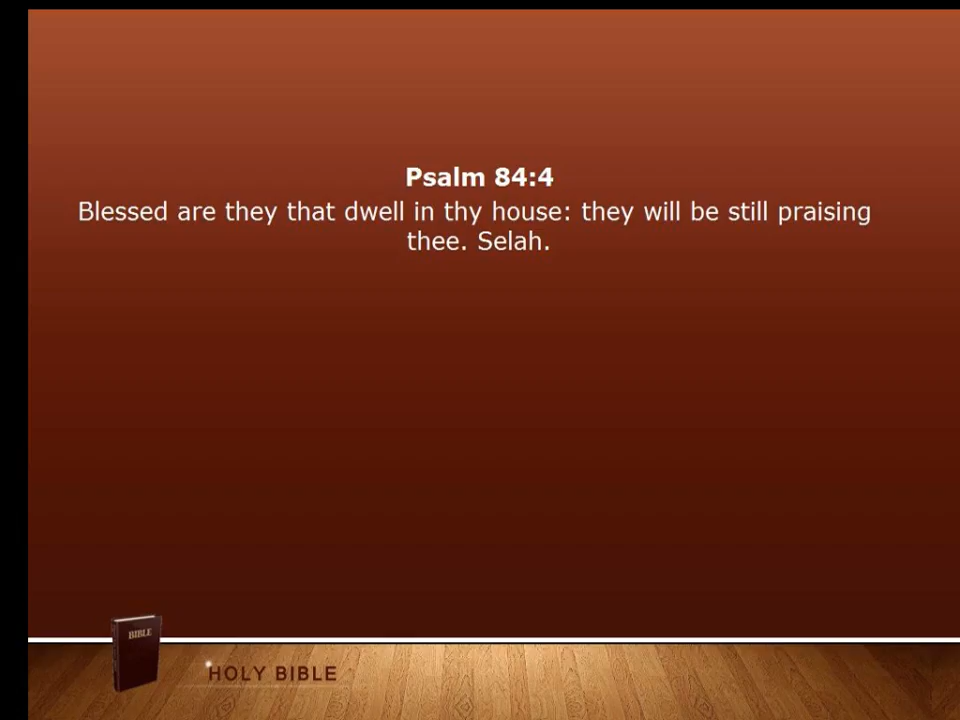 Psalm 84:4
Blessed are they that dwell in thy house: they will be still praising
thee. Selah.
BIBLE
HOLY BIBLE